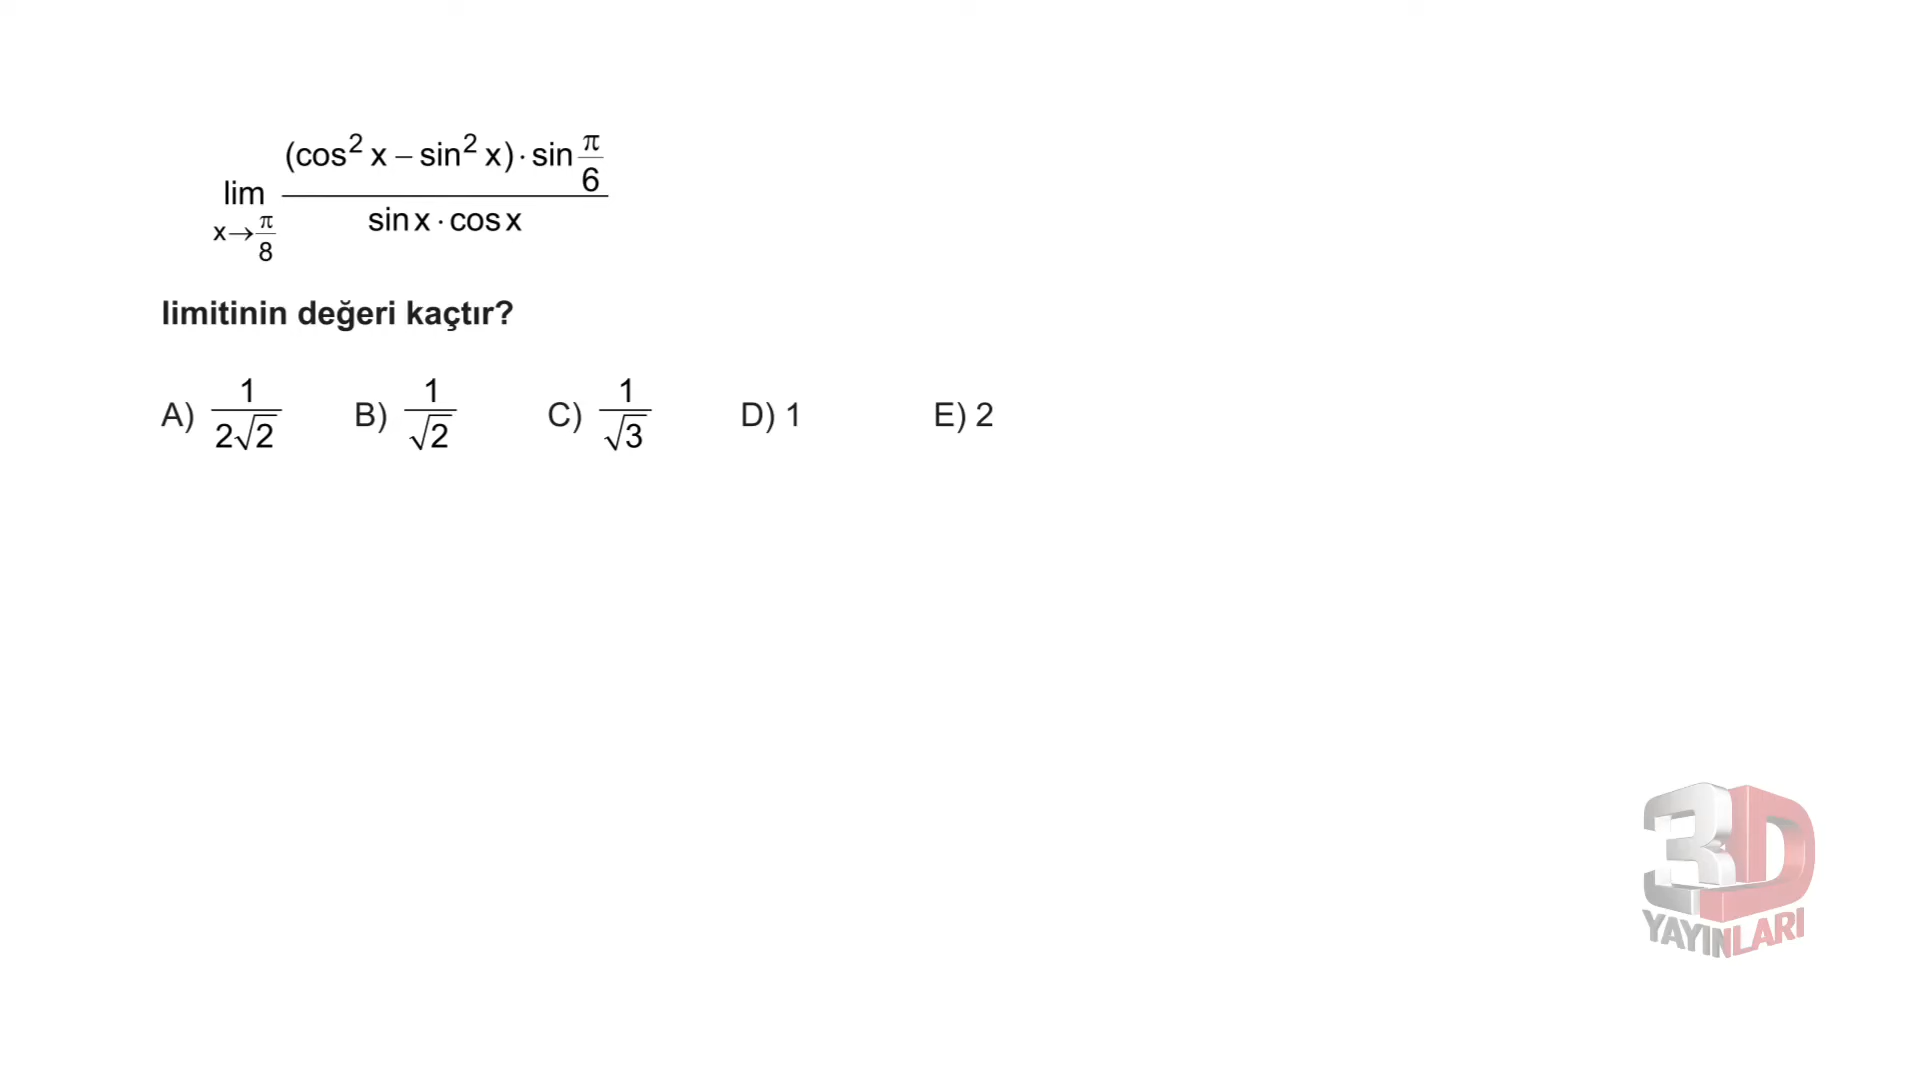 lim x→π/8 (cos² x – sin² x) · sin π/6 / sin x · cos x
limitinin değeri kaçtır?
A) 1/2√2 B) 1/√2 C) 1/√3 D) 1 E) 2
3D
YAYINLARI